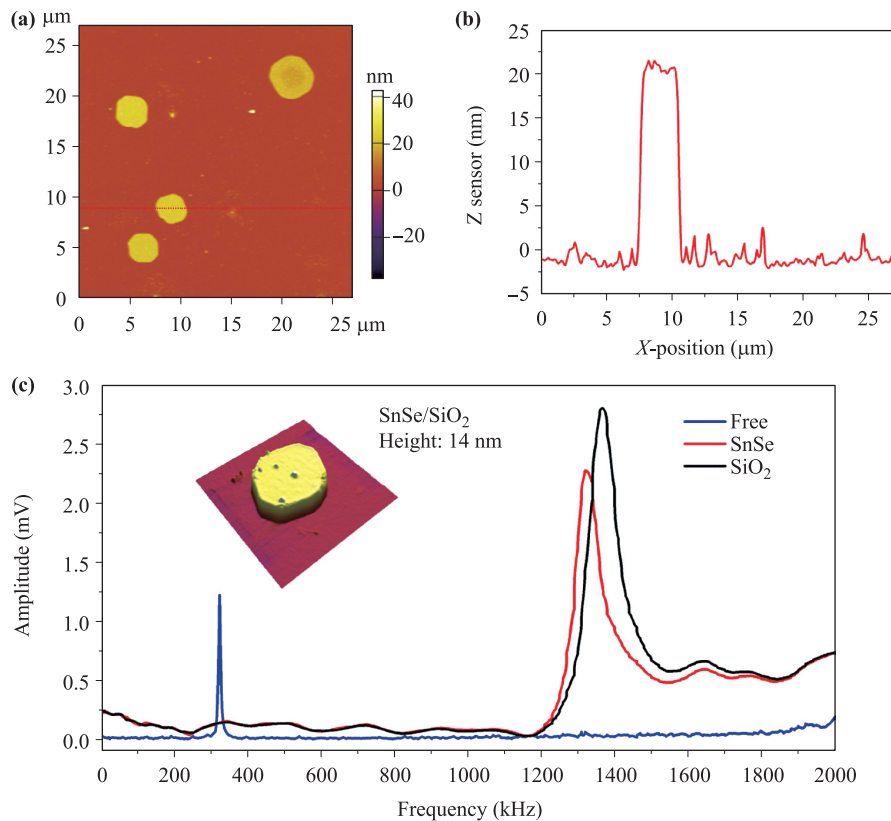 (a)
μm
27
25
20
15
10
5
0
0 5 10 15 20 25 μm
nm
40
20
0
−20
(b)
Z sensor (nm)
25
20
15
10
5
0
−5
0 5 10 15 20 25
X-position (μm)
(c)
Amplitude (mV)
3.0
2.5
2.0
1.5
1.0
0.5
0.0
SnSe/SiO₂
Height: 14 nm
Free
SnSe
SiO₂
0 200 400 600 800 1000 1200 1400 1600 1800 2000
Frequency (kHz)